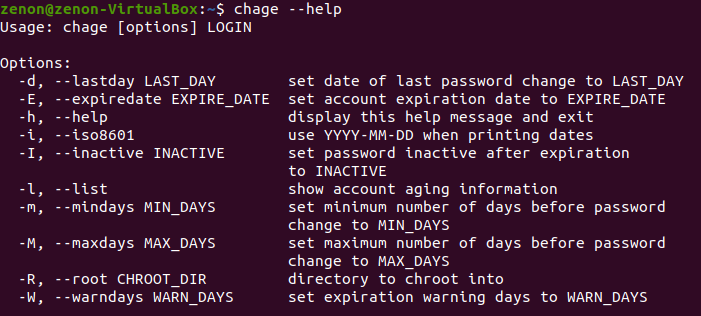 zenon@zenon-VirtualBox:~$ chage --help
Usage: chage [options] LOGIN

Options:
  -d, --lastday LAST_DAY        set date of last password change to LAST_DAY
  -E, --expiredate EXPIRE_DATE  set account expiration date to EXPIRE_DATE
  -h, --help                    display this help message and exit
  -i, --iso8601                 use YYYY-MM-DD when printing dates
  -I, --inactive INACTIVE       set password inactive after expiration
                                to INACTIVE
  -l, --list                    show account aging information
  -m, --mindays MIN_DAYS        set minimum number of days before password
                                change to MIN_DAYS
  -M, --maxdays MAX_DAYS        set maximum number of days before password
                                change to MAX_DAYS
  -R, --root CHROOT_DIR         directory to chroot into
  -W, --warndays WARN_DAYS      set expiration warning days to WARN_DAYS